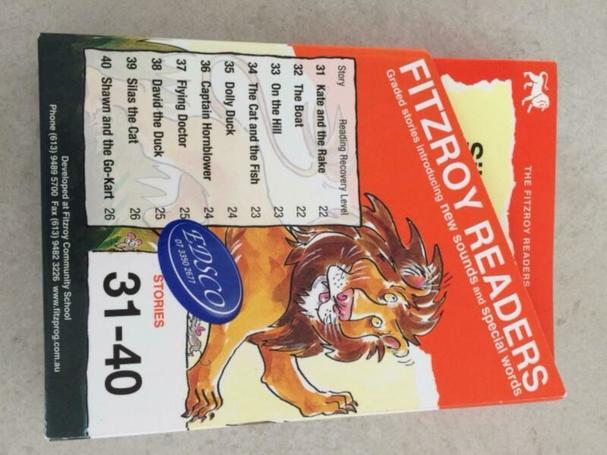 THE FITZROY READERS
FITZROY READERS
Graded stories introducing new sounds and special words
Story Reading Recovery Level
31 Kate and the Rake 22
32 The Boat 22
33 On the Hill 23
34 The Cat and the Fish 23
35 Dolly Duck 24
36 Captain Hornblower 24
37 Flying Doctor 25
38 David the Duck 25
39 Silas the Cat 26
40 Shawn and the Go-Kart 26
EDSCO
07 3350 2677
STORIES
31-40
Developed at Fitzroy Community School
Phone (613) 9489 5700 Fax (613) 9482 3226 www.fitzprog.com.au